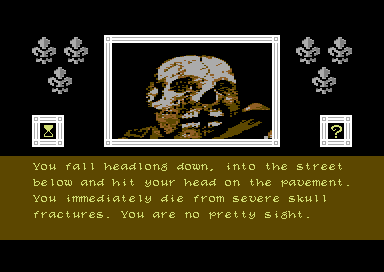 ?
You fall headlong down, into the street
below and hit your head on the pavement.
You immediately die from severe skull
fractures. You are no pretty sight.